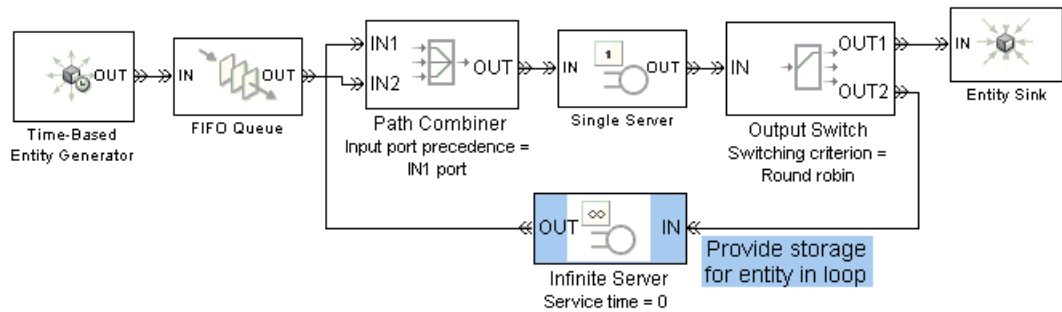 OUT
Time-Based
Entity Generator
IN
OUT
FIFO Queue
IN1
IN2
OUT
Path Combiner
Input port precedence =
IN1 port
IN
1
OUT
Single Server
IN
OUT1
OUT2
Output Switch
Switching criterion =
Round robin
IN
Entity Sink
OUT
∞
IN
Infinite Server
Service time = 0
Provide storage
for entity in loop